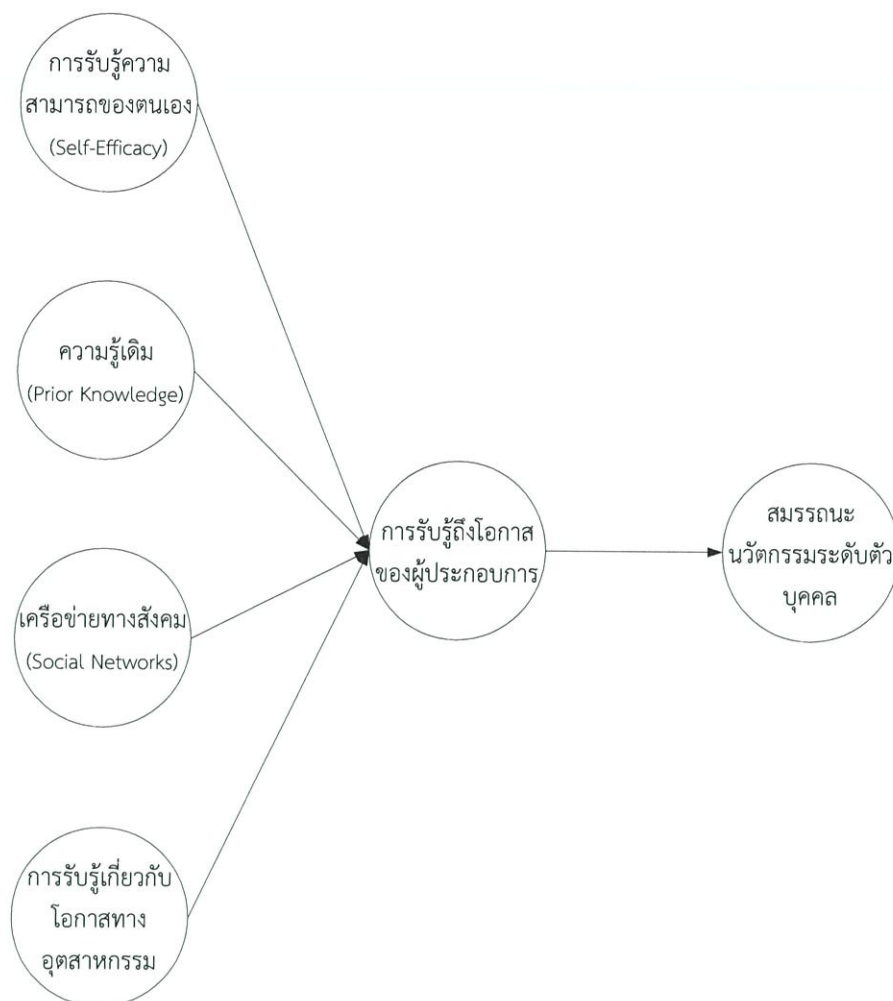 การรับรู้ความ
สามารถของตนเอง
(Self-Efficacy)
ความรู้เดิม
(Prior Knowledge)
เครือข่ายทางสังคม
(Social Networks)
การรับรู้เกี่ยวกับ
โอกาสทาง
อุตสาหกรรม
การรับรู้ถึงโอกาส
ของผู้ประกอบการ
สมรรถนะ
นวัตกรรมระดับตัว
บุคคล